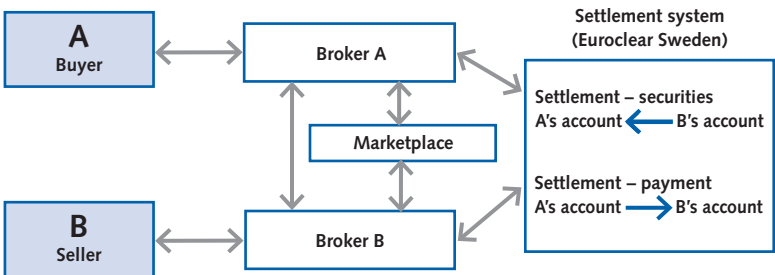 A
Buyer
Broker A
Settlement system
(Euroclear Sweden)
Settlement – securities
A's account B's account
Marketplace
Settlement – payment
A's account B's account
B
Seller
Broker B